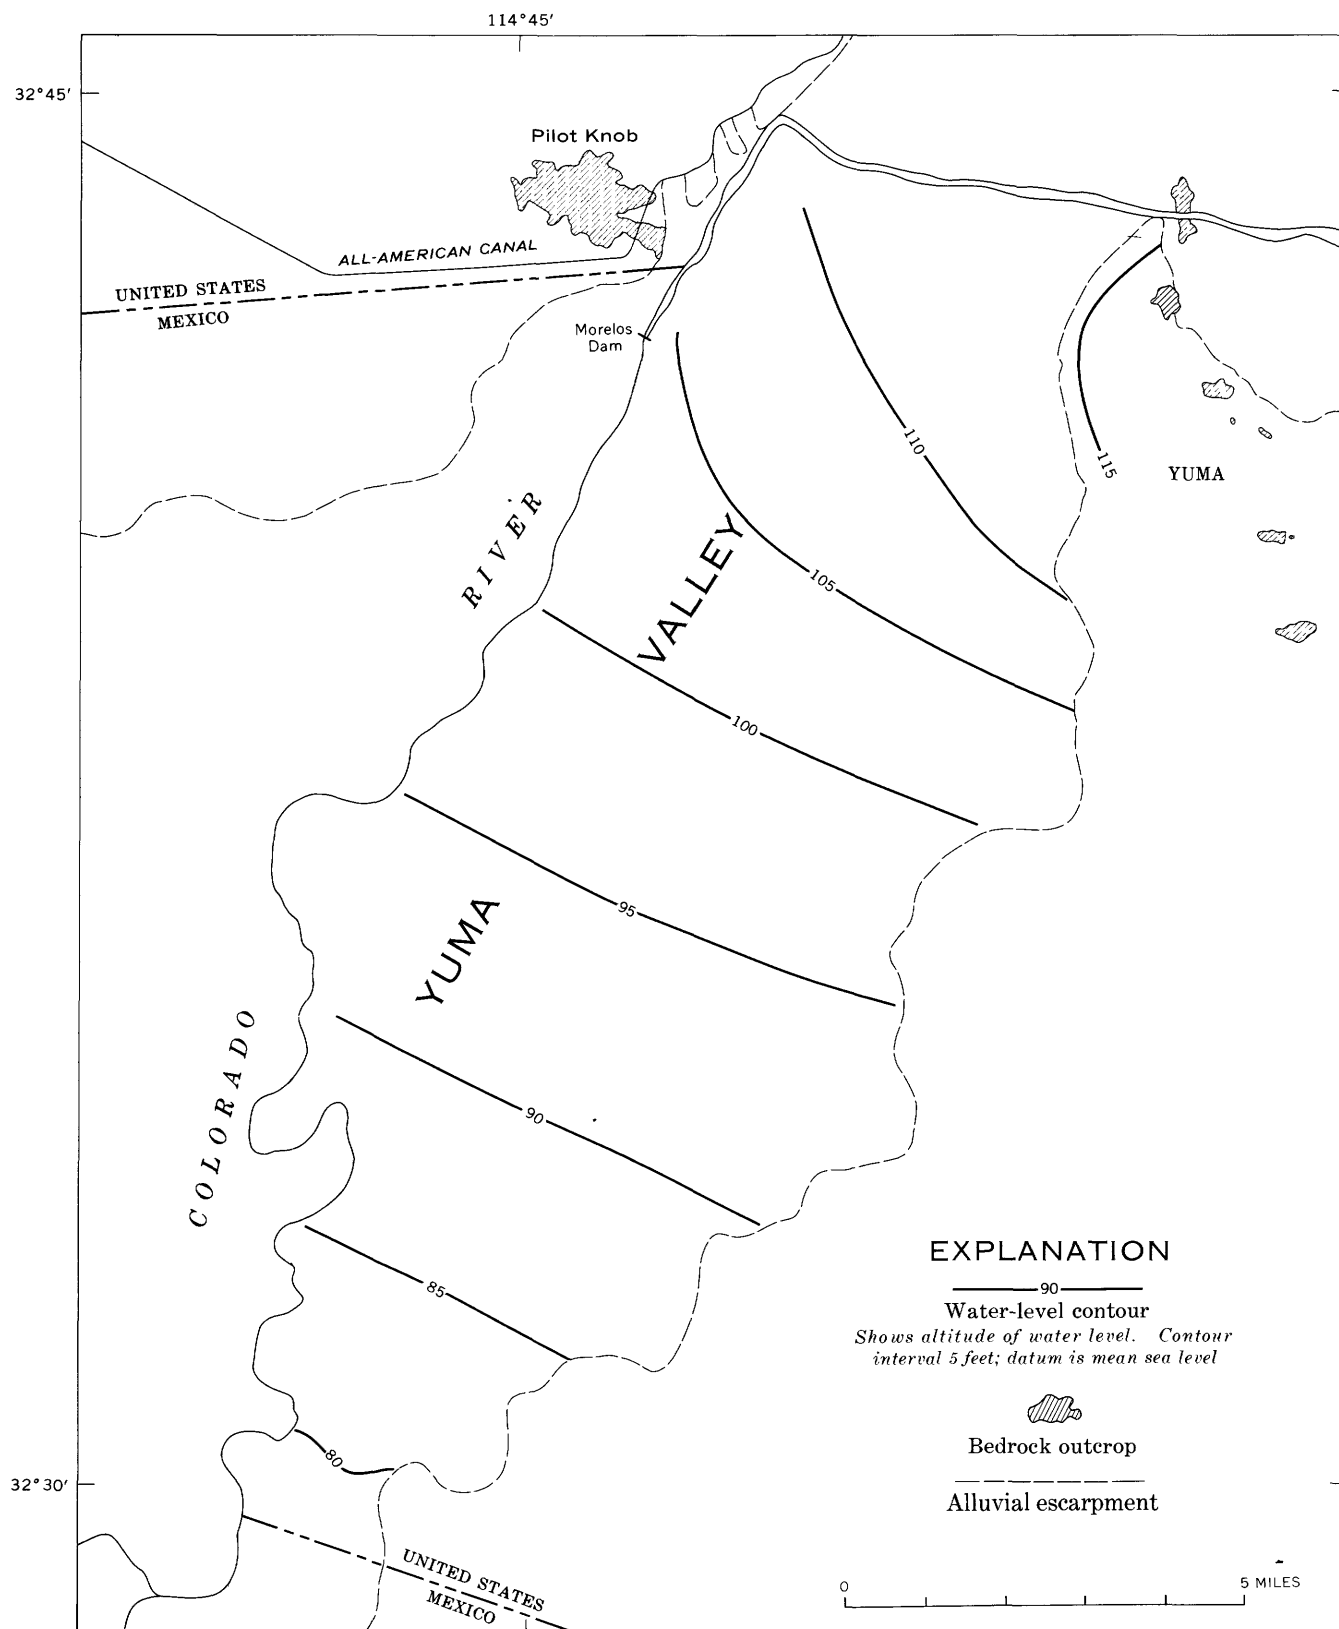 114°45′
32°45′
Pilot Knob
ALL-AMERICAN CANAL
UNITED STATES
MEXICO
Morelos
Dam
110
115
YUMA
RIVER
VALLEY
105
100
95
YUMA
COLORADO
90
85
80
EXPLANATION
90
Water-level contour
Shows altitude of water level. Contour
interval 5 feet; datum is mean sea level
Bedrock outcrop
Alluvial escarpment
32°30′
UNITED STATES
MEXICO
0
5 MILES